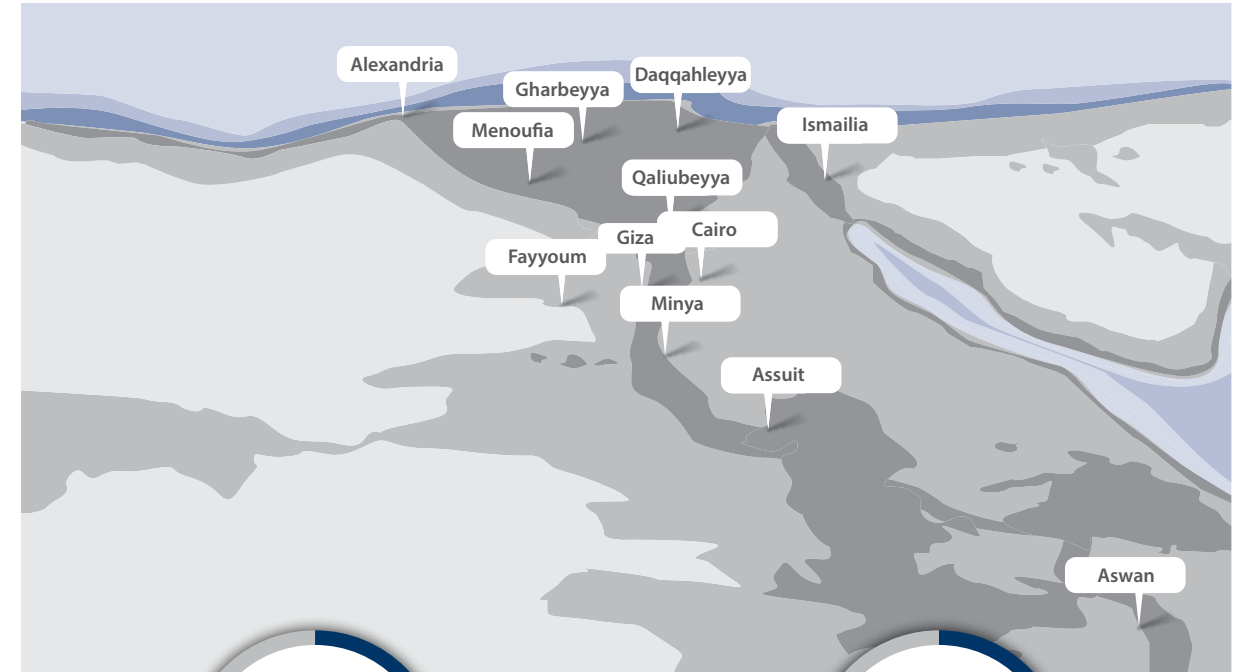 Alexandria
Daqqahleyya
Gharbeyya
Menoufia
Ismailia
Qaliubeyya
Cairo
Giza
Fayyoum
Minya
Assuit
Aswan